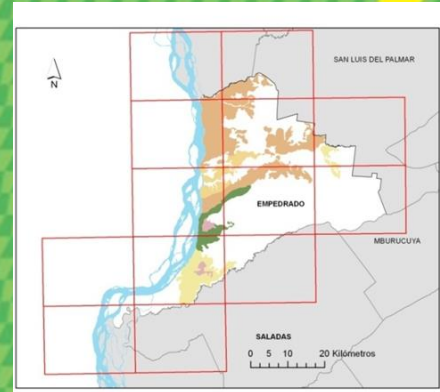 SAN LUIS DEL PALMAR
N
EMPEDRADO
MBURUCUYA
SALADAS
0 5 10 20 Kilómetros